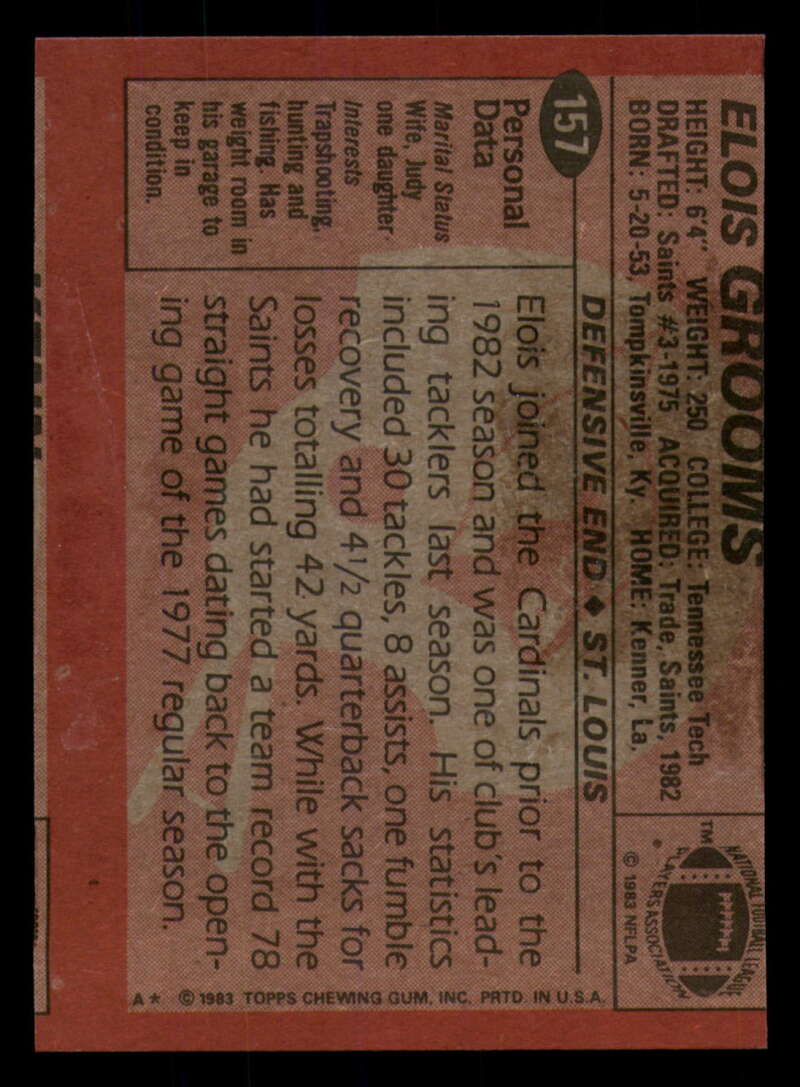 ELOIS GROOMS
HEIGHT: 6'4" WEIGHT: 250 COLLEGE: Tennessee Tech
DRAFTED: Saints #3-1975 ACQUIRED: Trade, Saints, 1982
BORN: 5-20-53, Tompkinsville, Ky. HOME: Kenner, La.
TM
NATIONAL FOOTBALL LEAGUE
PLAYERS ASSOCIATION
© 1983 NFLPA
157
DEFENSIVE END ♦ ST. LOUIS
Personal
Data
Marital Status
Wife, Judy
one daughter
Interests
Trapshooting,
hunting and
fishing. Has
weight room in
his garage to
keep in
condition.
Elois joined the Cardinals prior to the
1982 season and was one of club's lead-
ing tacklers last season. His statistics
included 30 tackles, 8 assists, one fumble
recovery and 4 1/2 quarterback sacks for
losses totalling 42 yards. While with the
Saints he had started a team record 78
straight games dating back to the open-
ing game of the 1977 regular season.
A* © 1983 TOPPS CHEWING GUM, INC. PRTD. IN U.S.A.